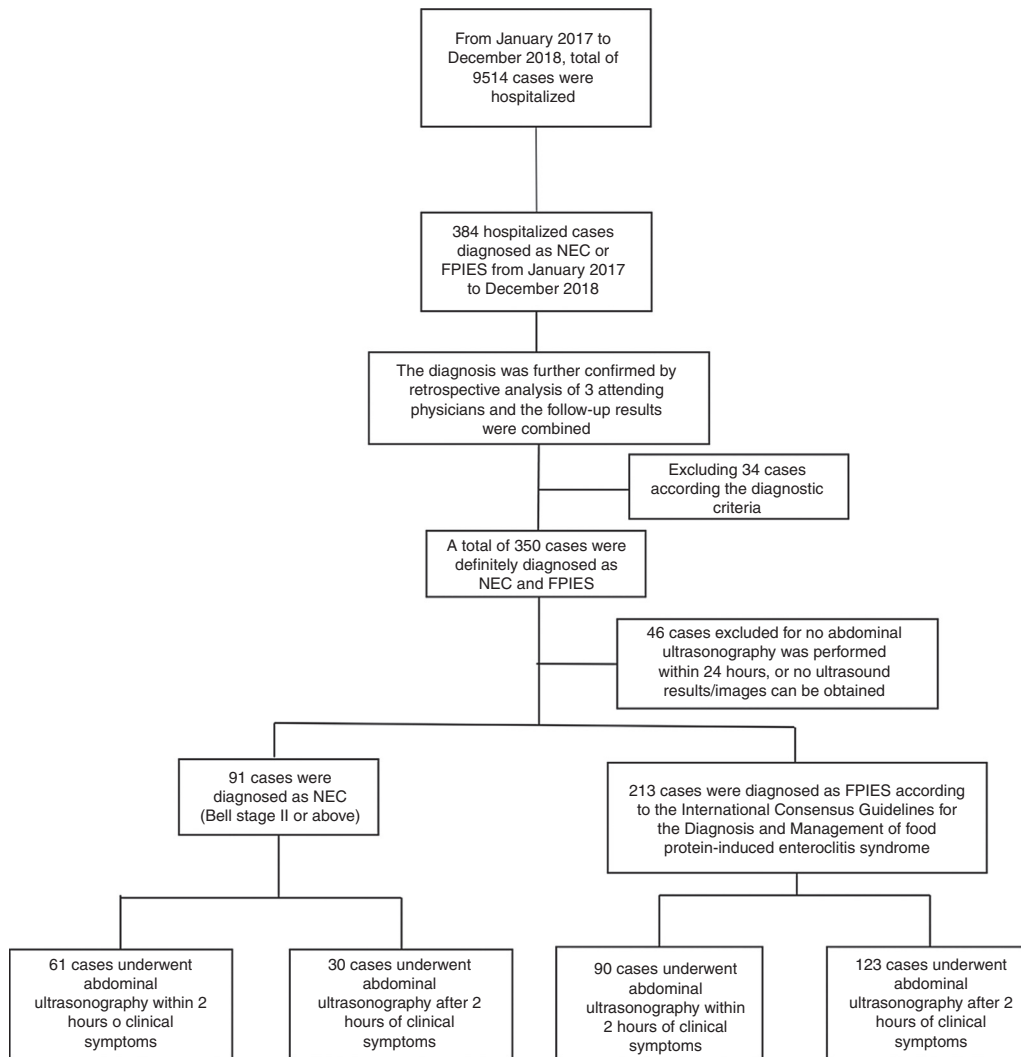 From January 2017 to
December 2018, total of
9514 cases were
hospitalized
384 hospitalized cases
diagnosed as NEC or
FPIES from January 2017
to December 2018
The diagnosis was further confirmed by
retrospective analysis of 3 attending
physicians and the follow-up results
were combined
Excluding 34 cases
according the diagnostic
criteria
A total of 350 cases were
definitely diagnosed as
NEC and FPIES
46 cases excluded for no abdominal
ultrasonography was performed
within 24 hours, or no ultrasound
results/images can be obtained
91 cases were
diagnosed as NEC
(Bell stage II or above)
213 cases were diagnosed as FPIES according
to the International Consensus Guidelines for
the Diagnosis and Management of food
protein-induced enteroclitis syndrome
61 cases underwent
abdominal
ultrasonography within 2
hours o clinical
symptoms
30 cases underwent
abdominal
ultrasonography after 2
hours of clinical
symptoms
90 cases underwent
abdominal
ultrasonography within
2 hours of clinical
symptoms
123 cases underwent
abdominal
ultrasonography after 2
hours of clinical
symptoms